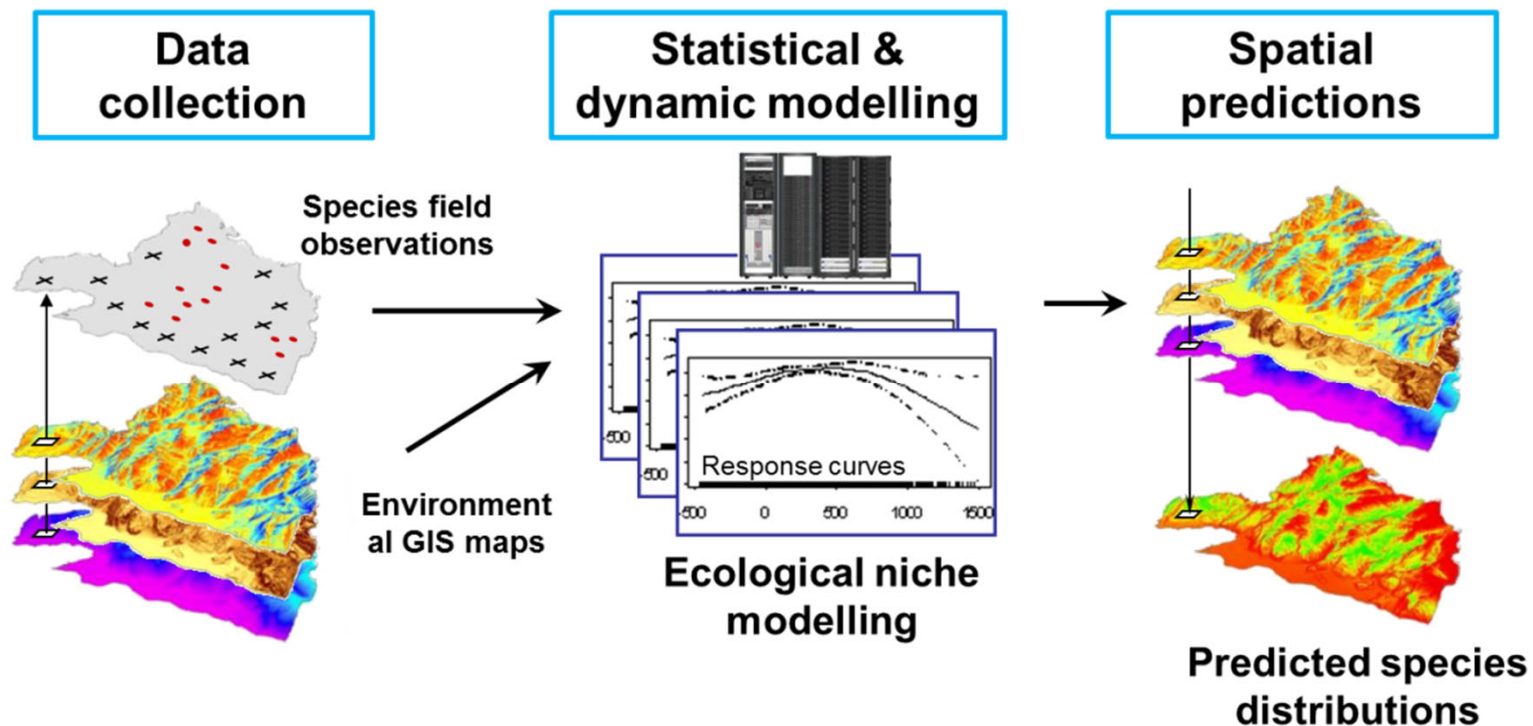 Data
collection
Statistical &
dynamic modelling
Spatial
predictions
Species field
observations
Environment
al GIS maps
Response curves
-500
0
500
1000
1500
-500
-500
Ecological niche
modelling
Predicted species
distributions